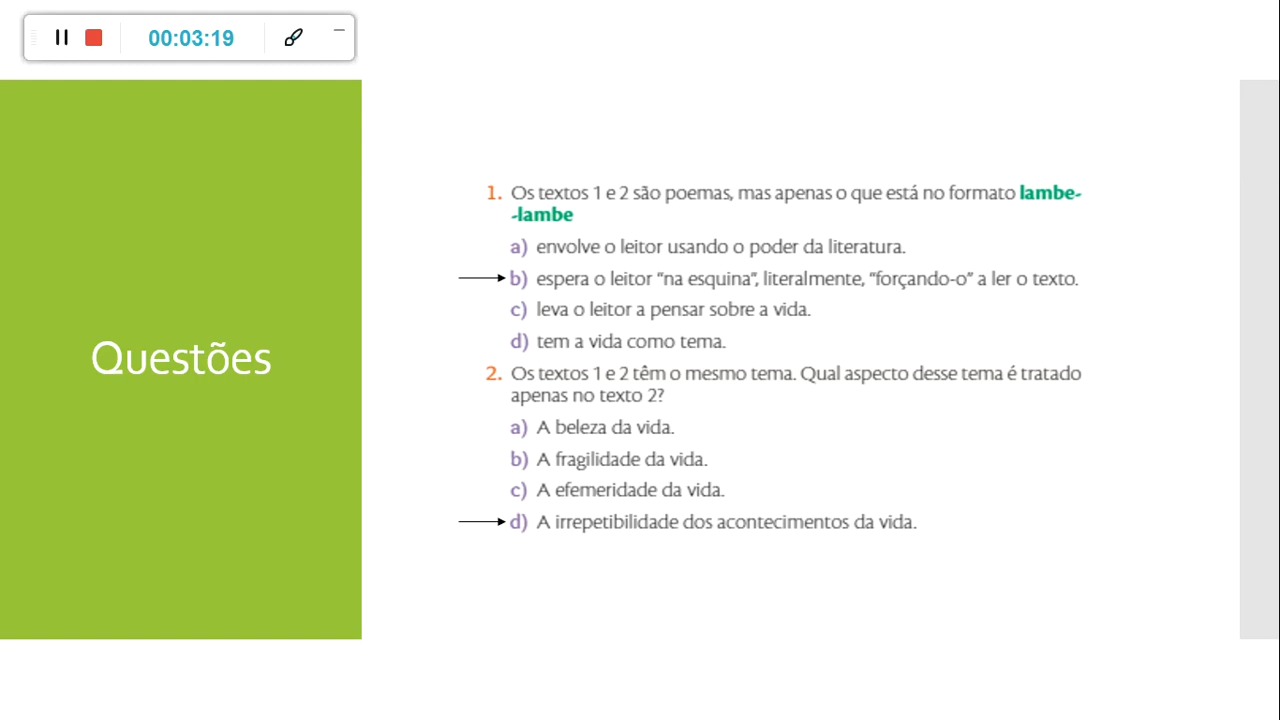 00:03:19
Questões
1. Os textos 1 e 2 são poemas, mas apenas o que está no formato lambe-
-lambe
a) envolve o leitor usando o poder da literatura.
b) espera o leitor “na esquina”, literalmente, “forçando-o” a ler o texto.
c) leva o leitor a pensar sobre a vida.
d) tem a vida como tema.
2. Os textos 1 e 2 têm o mesmo tema. Qual aspecto desse tema é tratado
apenas no texto 2?
a) A beleza da vida.
b) A fragilidade da vida.
c) A efemeridade da vida.
d) A irrepetibilidade dos acontecimentos da vida.